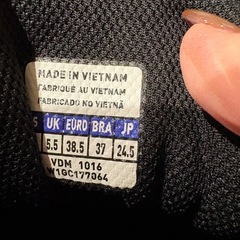 MADE IN VIETNAM
FABRIQUÉ AU VIETNAM
FABRICADO NO VIETNÃ
S UK EURO BRA JP
5.5 38.5 37 24.5
VDM 1016
W1GC177064